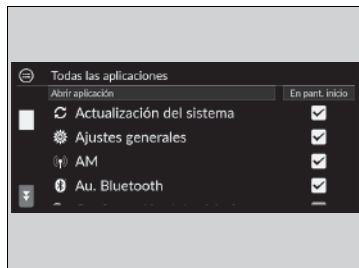 Todas las aplicaciones
Abrir aplicación En pant. inicio
Actualización del sistema
Ajustes generales
AM
Au. Bluetooth